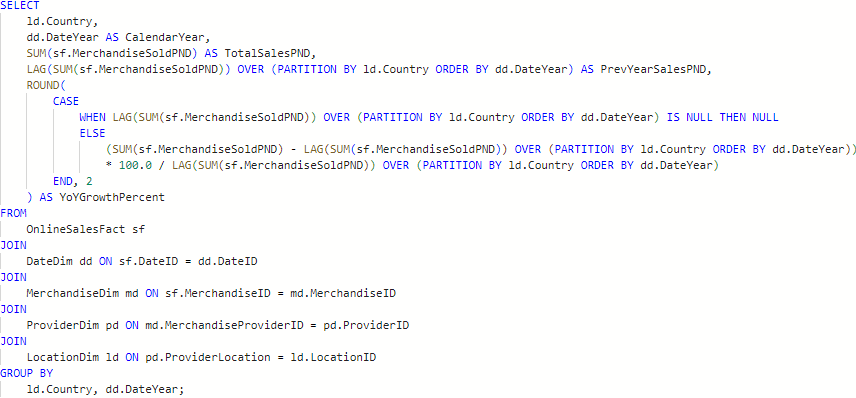 SELECT
    ld.Country,
    dd.DateYear AS CalendarYear,
    SUM(sf.MerchandiseSoldPND) AS TotalSalesPND,
    LAG(SUM(sf.MerchandiseSoldPND)) OVER (PARTITION BY ld.Country ORDER BY dd.DateYear) AS PrevYearSalesPND,
    ROUND(
        CASE
            WHEN LAG(SUM(sf.MerchandiseSoldPND)) OVER (PARTITION BY ld.Country ORDER BY dd.DateYear) IS NULL THEN NULL
            ELSE
                (SUM(sf.MerchandiseSoldPND) - LAG(SUM(sf.MerchandiseSoldPND)) OVER (PARTITION BY ld.Country ORDER BY dd.DateYear))
                * 100.0 / LAG(SUM(sf.MerchandiseSoldPND)) OVER (PARTITION BY ld.Country ORDER BY dd.DateYear)
        END, 2
    ) AS YoYGrowthPercent
FROM
    OnlineSalesFact sf
JOIN
    DateDim dd ON sf.DateID = dd.DateID
JOIN
    MerchandiseDim md ON sf.MerchandiseID = md.MerchandiseID
JOIN
    ProviderDim pd ON md.MerchandiseProviderID = pd.ProviderID
JOIN
    LocationDim ld ON pd.ProviderLocation = ld.LocationID
GROUP BY
    ld.Country, dd.DateYear;